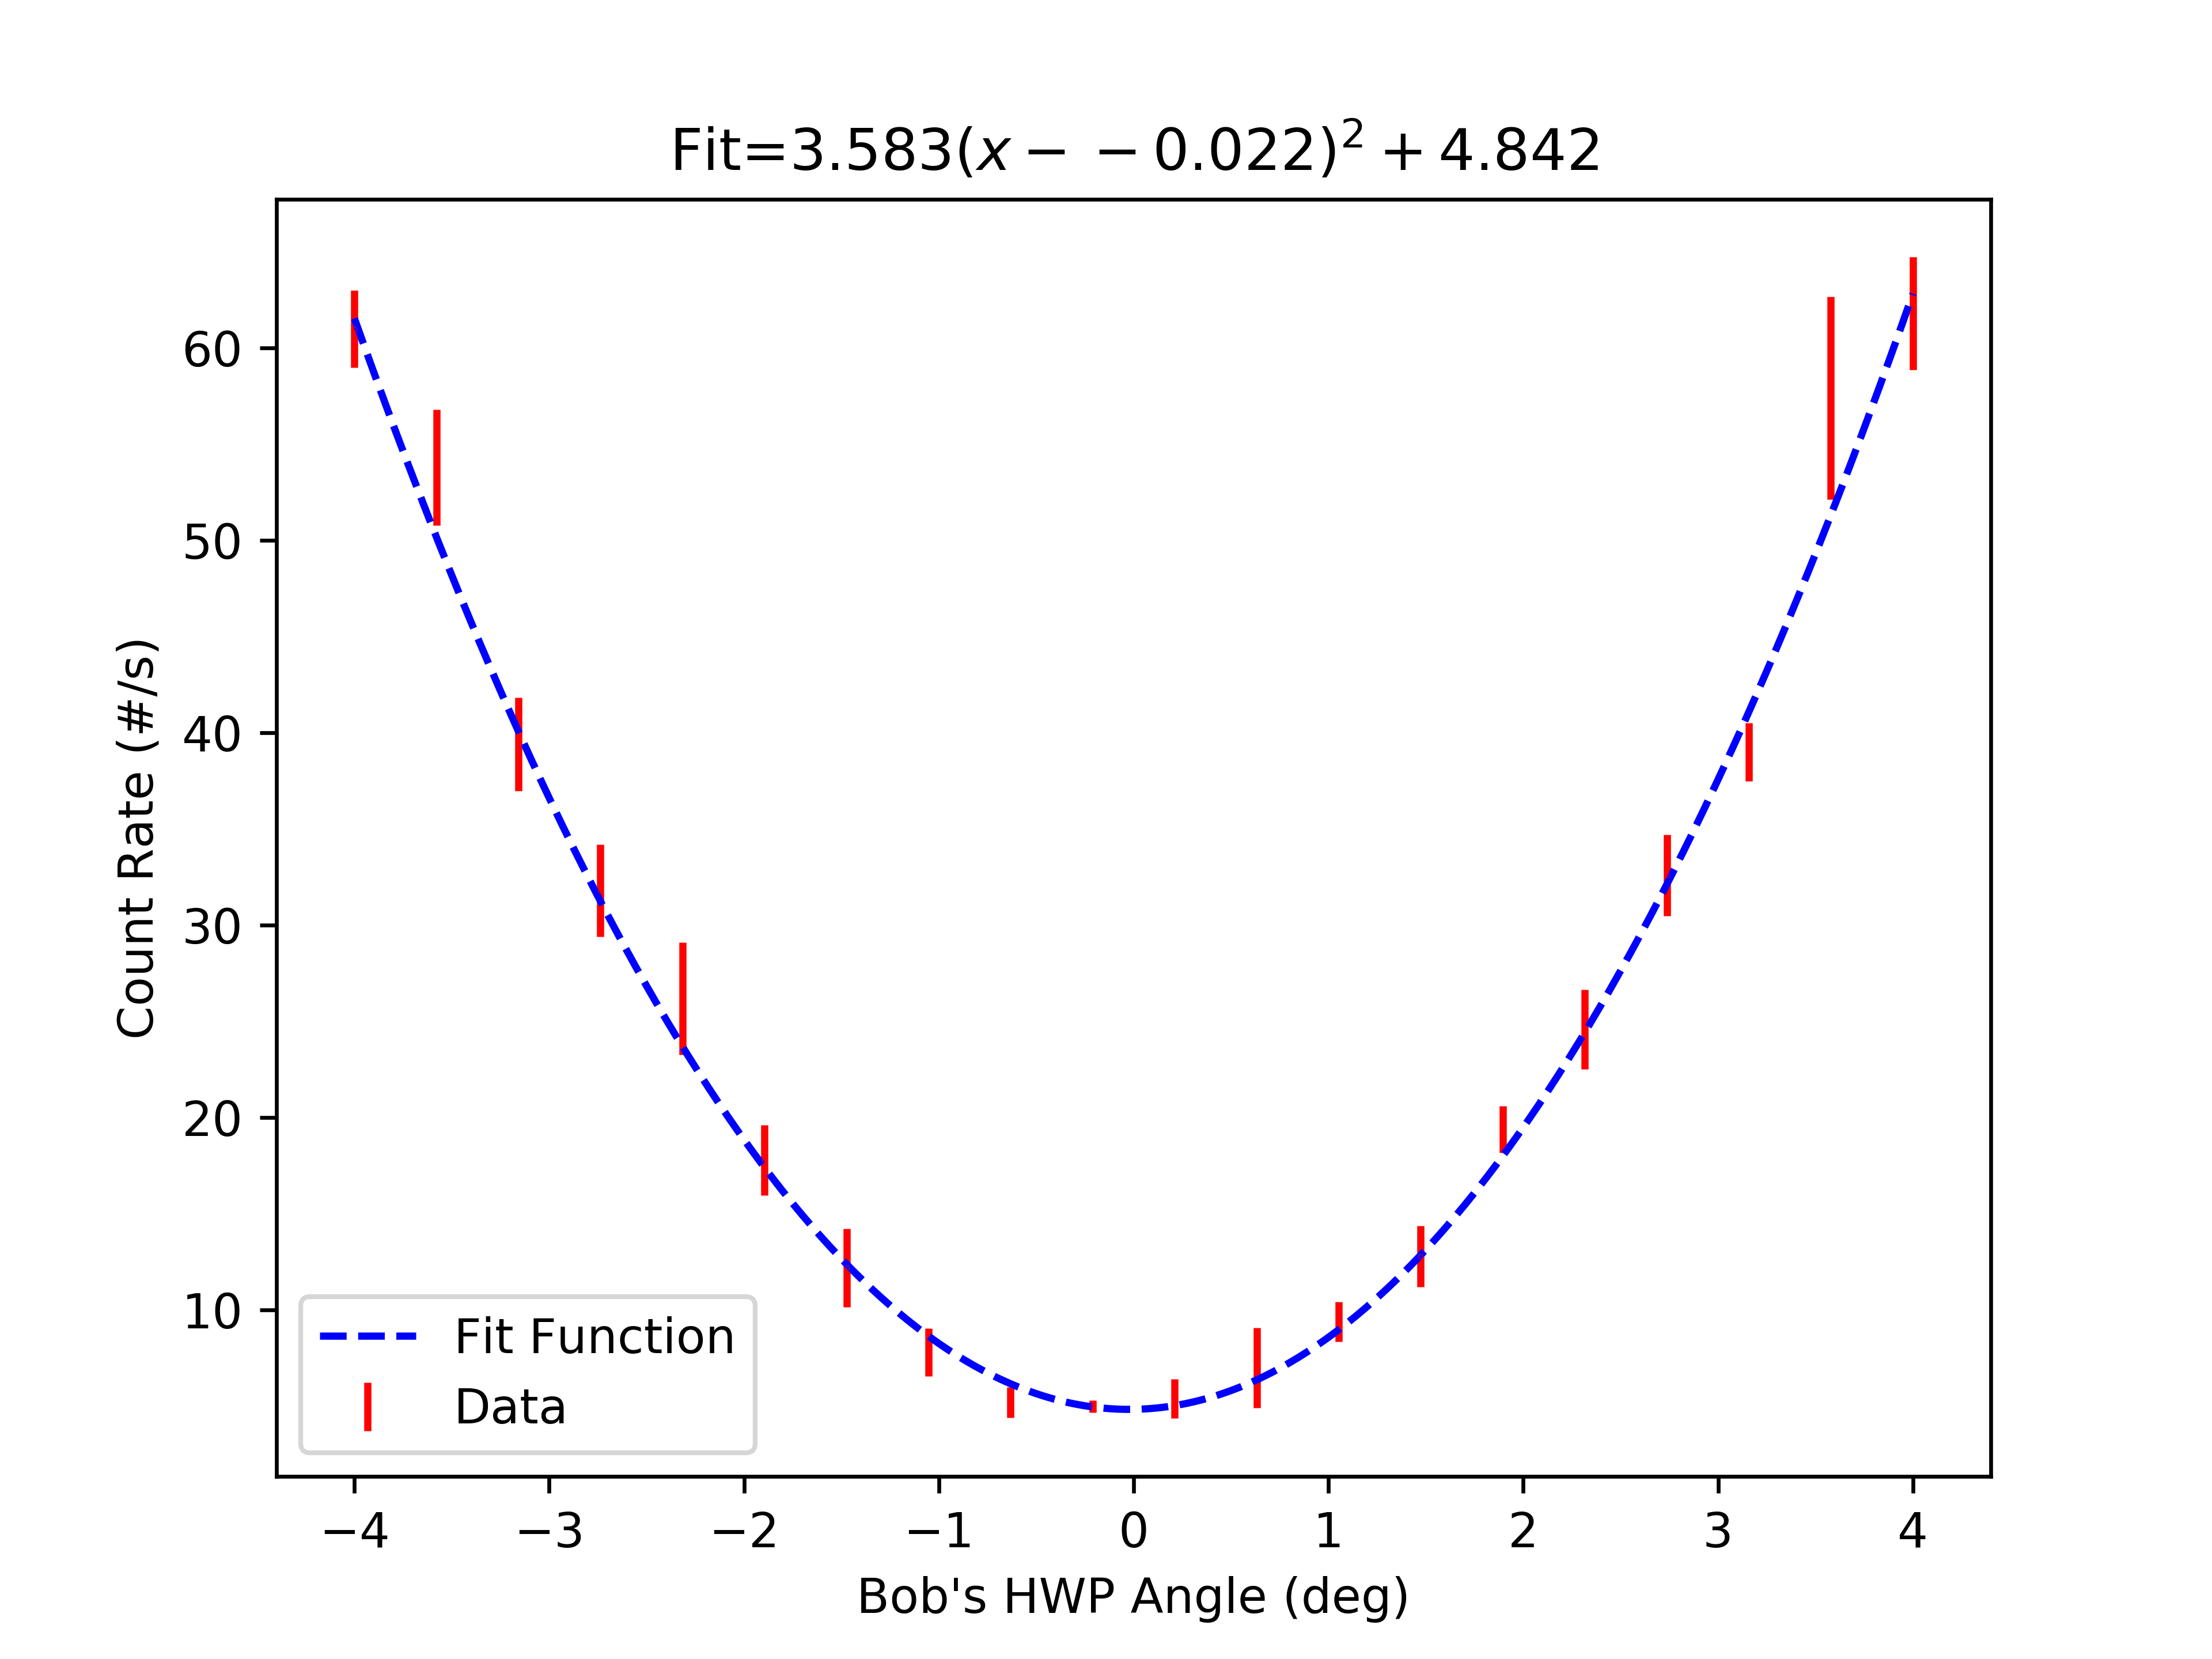 Fit=3.583(x − −0.022)² + 4.842
60
50
40
30
20
10
Count Rate (#/s)
Fit Function
Data
−4 −3 −2 −1 0 1 2 3 4
Bob's HWP Angle (deg)